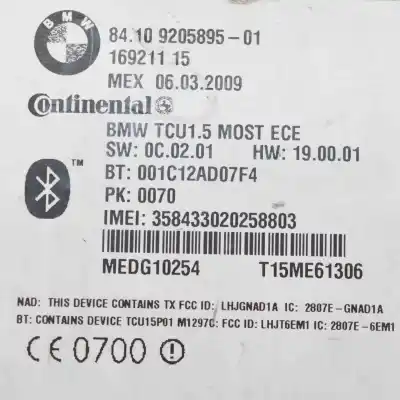 BMW
84.10 9205895-01
169211 15
MEX 06.03.2009
Continental
BMW TCU1.5 MOST ECE
SW: 0C.02.01 HW: 19.00.01
TM
BT: 001C12AD07F4
PK: 0070
IMEI: 358433020258803
MEDG10254 T15ME61306
NAD: THIS DEVICE CONTAINS TX FCC ID: LHJGNAD1A IC: 2807E-GNAD1A
BT: CONTAINS DEVICE TCU15P01 M1297C: FCC ID: LHJT6EM1 IC: 2807E-6EM1
CE 0700